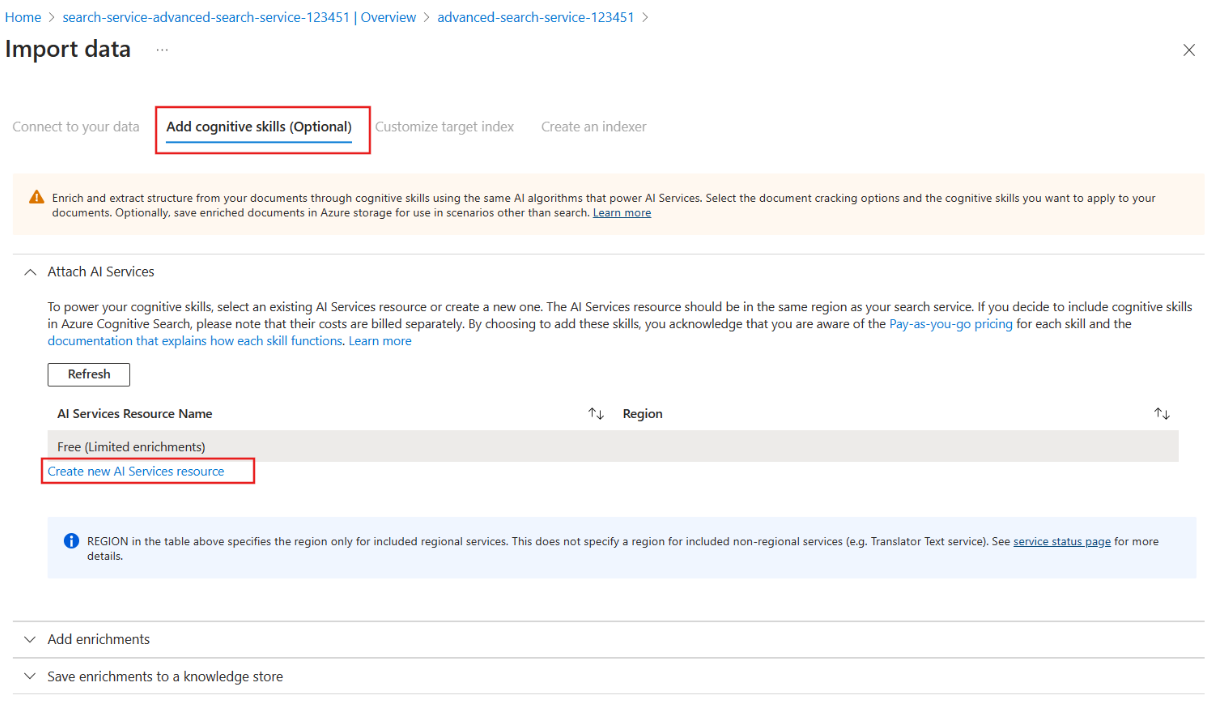 Home > search-service-advanced-search-service-123451 | Overview > advanced-search-service-123451 >
Import data ...
Connect to your data Add cognitive skills (Optional) Customize target index Create an indexer
Enrich and extract structure from your documents through cognitive skills using the same AI algorithms that power AI Services. Select the document cracking options and the cognitive skills you want to apply to your
documents. Optionally, save enriched documents in Azure storage for use in scenarios other than search. Learn more
Attach AI Services
To power your cognitive skills, select an existing AI Services resource or create a new one. The AI Services resource should be in the same region as your search service. If you decide to include cognitive skills
in Azure Cognitive Search, please note that their costs are billed separately. By choosing to add these skills, you acknowledge that you are aware of the Pay-as-you-go pricing for each skill and the
documentation that explains how each skill functions. Learn more
Refresh
AI Services Resource Name Region
Free (Limited enrichments)
Create new AI Services resource
REGION in the table above specifies the region only for included regional services. This does not specify a region for included non-regional services (e.g. Translator Text service). See service status page for more
details.
Add enrichments
Save enrichments to a knowledge store